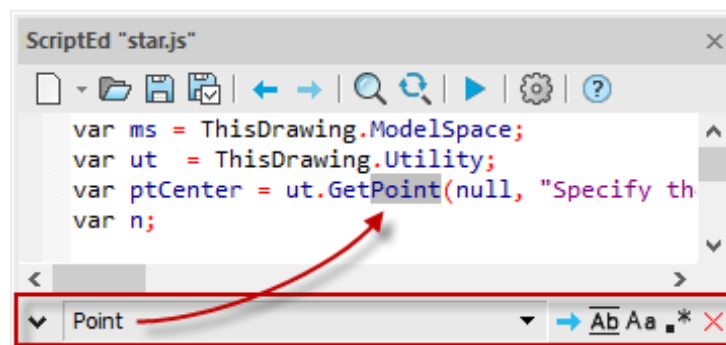 ScriptEd "star.js"
var ms = ThisDrawing.ModelSpace;
var ut  = ThisDrawing.Utility;
var ptCenter = ut.GetPoint(null, "Specify th
var n;
Point
Ab Aa .*